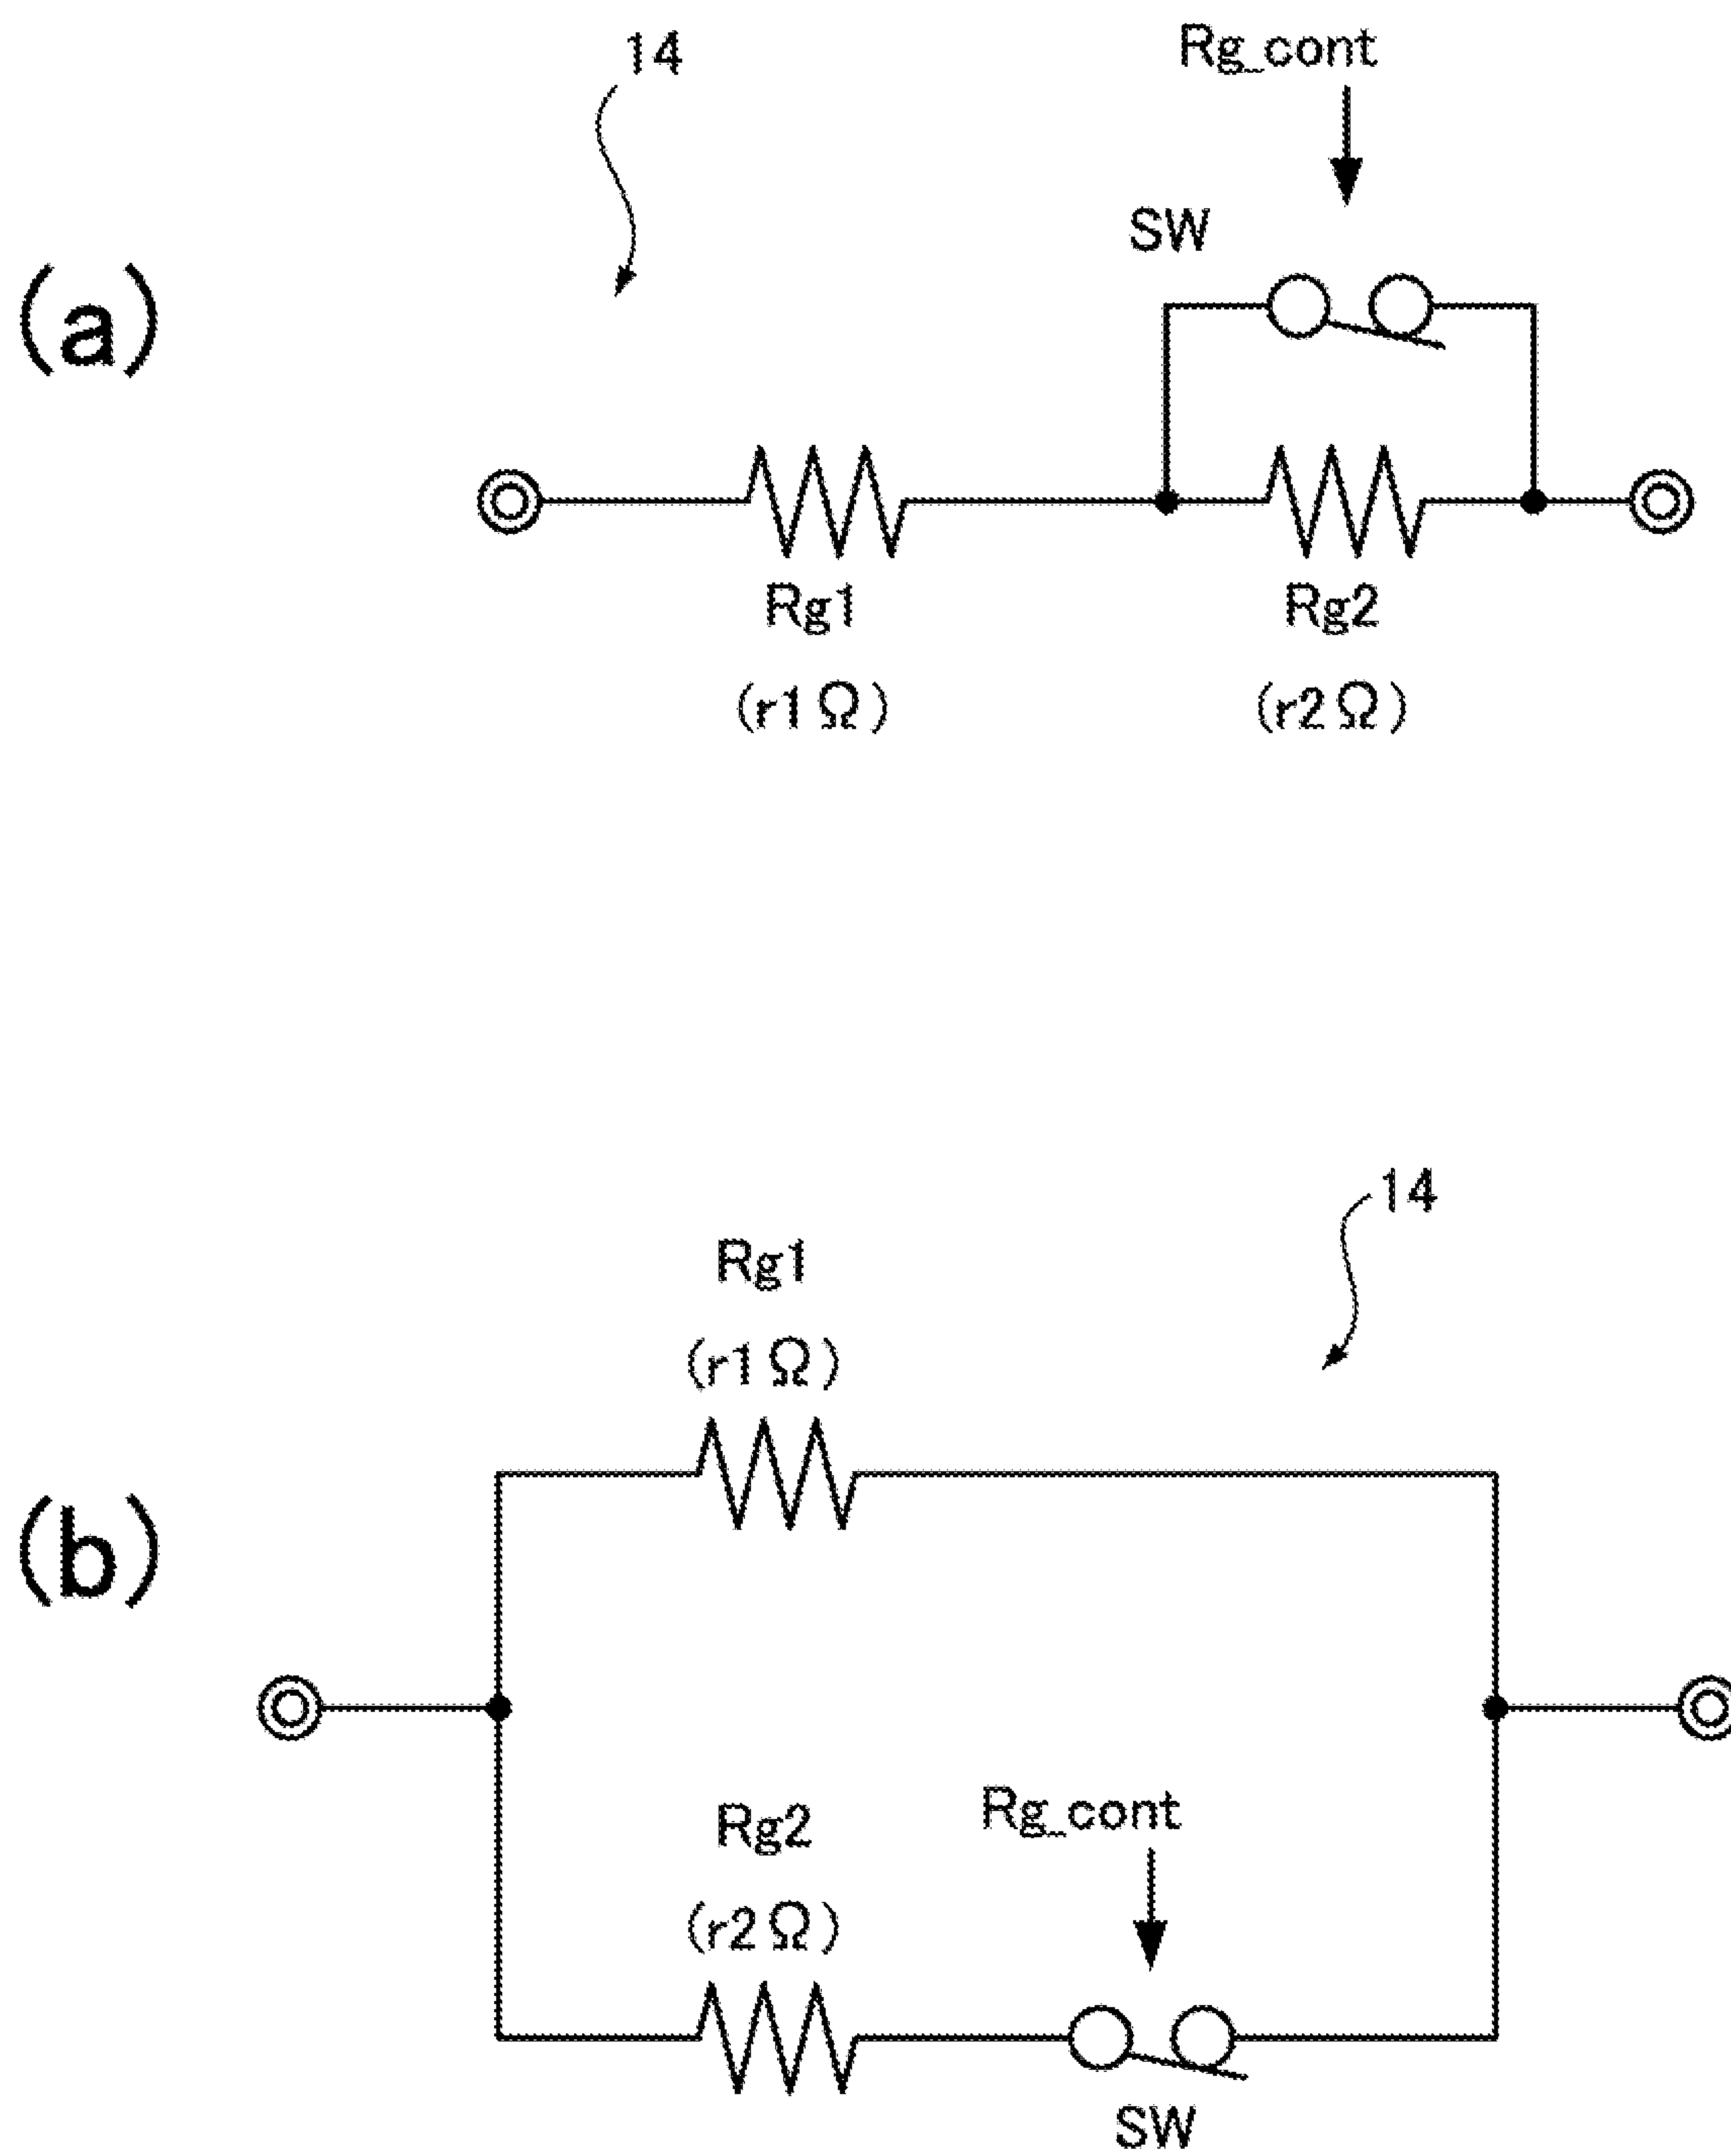 14
Rg_cont
SW
(a)
Rg1
Rg2
(r1Ω)
(r2Ω)
14
Rg1
(r1Ω)
(b)
Rg_cont
Rg2
(r2Ω)
SW